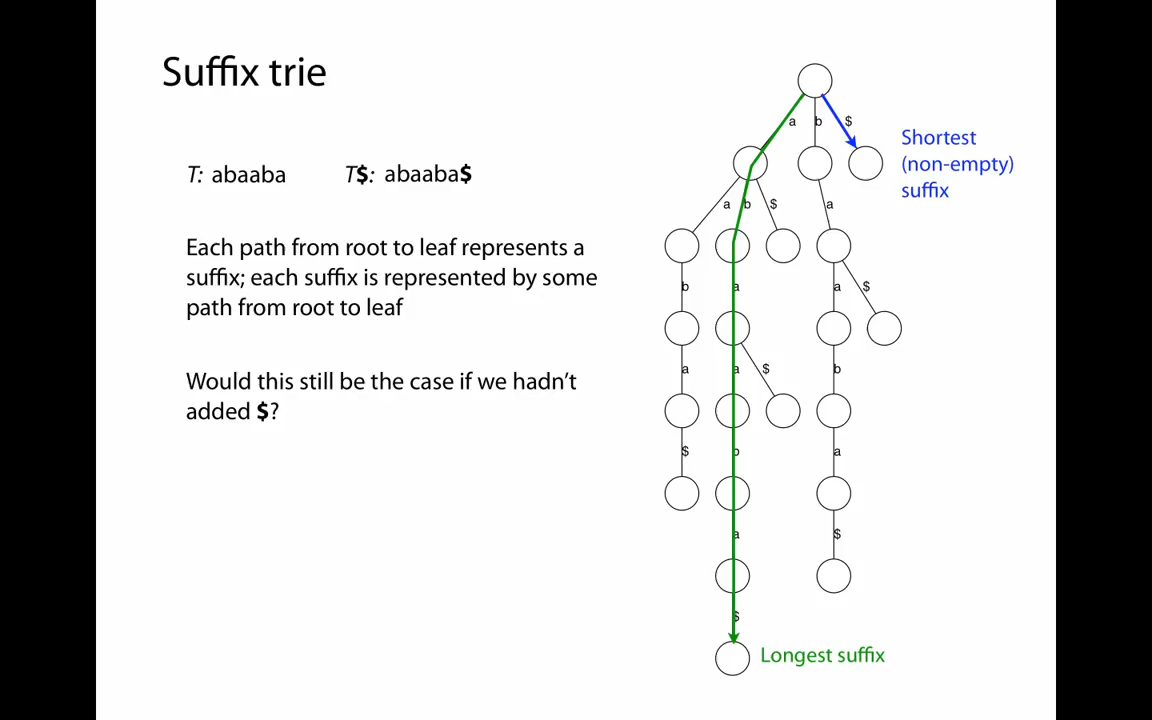 Suffix trie
T: abaaba T$: abaaba$
Each path from root to leaf represents a
suffix; each suffix is represented by some
path from root to leaf
Would this still be the case if we hadn't
added $?
a b $
Shortest
(non-empty)
suffix
a b $ a
b a a $
a a $ b
$ b a
a $
$
Longest suffix